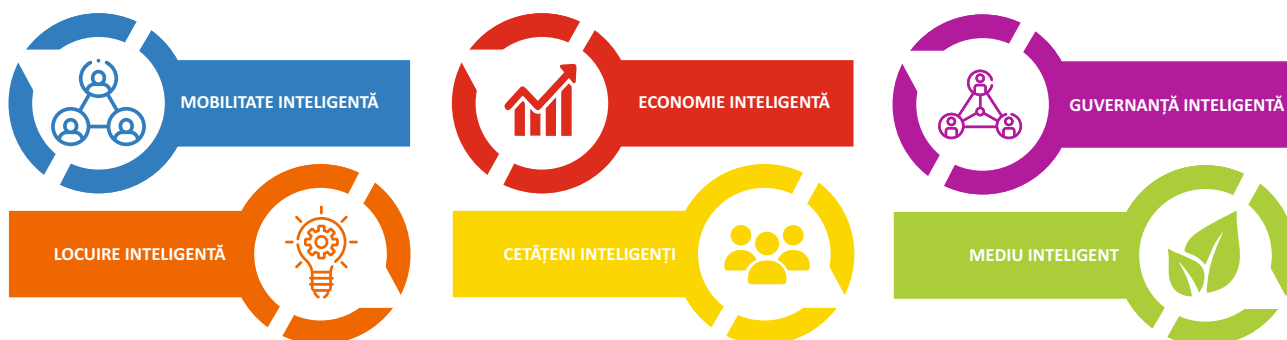 MOBILITATE INTELIGENTĂ
ECONOMIE INTELIGENTĂ
GUVERNANȚĂ INTELIGENTĂ
LOCUIRE INTELIGENTĂ
CETĂȚENI INTELIGENȚI
MEDIU INTELIGENT